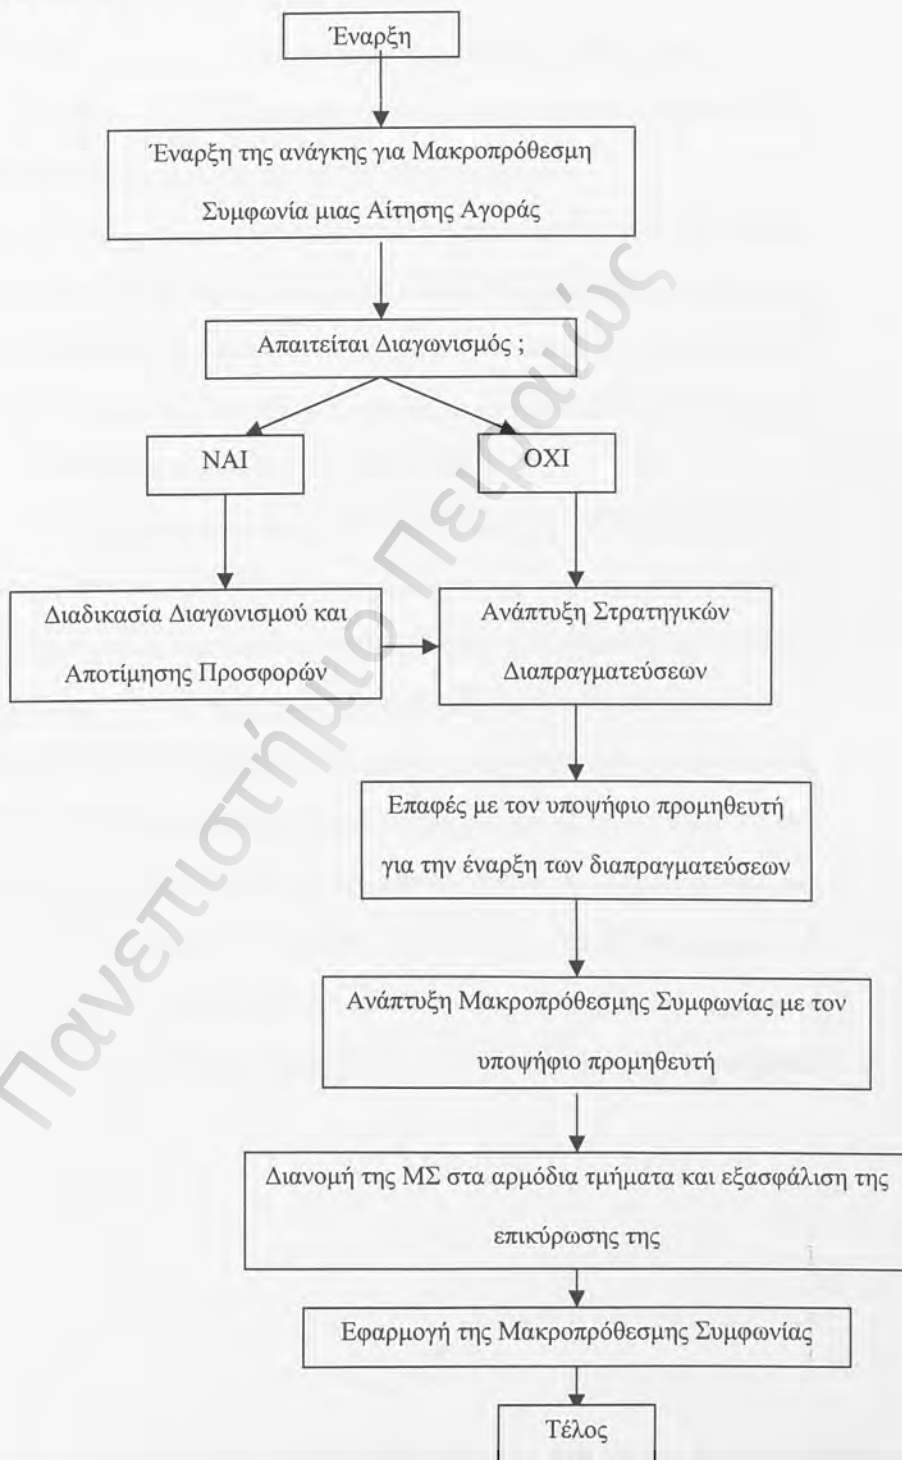 Έναρξη
Έναρξη της ανάγκης για Μακροπρόθεσμη
Συμφωνία μιας Αίτησης Αγοράς
Απαιτείται Διαγωνισμός ;
ΝΑΙ
ΟΧΙ
Διαδικασία Διαγωνισμού και
Αποτίμησης Προσφορών
Ανάπτυξη Στρατηγικών
Διαπραγματεύσεων
Επαφές με τον υποψήφιο προμηθευτή
για την έναρξη των διαπραγματεύσεων
Ανάπτυξη Μακροπρόθεσμης Συμφωνίας με τον
υποψήφιο προμηθευτή
Διανομή της ΜΣ στα αρμόδια τμήματα και εξασφάλιση της
επικύρωσης της
Εφαρμογή της Μακροπρόθεσμης Συμφωνίας
Τέλος
Πανεπιστήμιο Πειραιώς